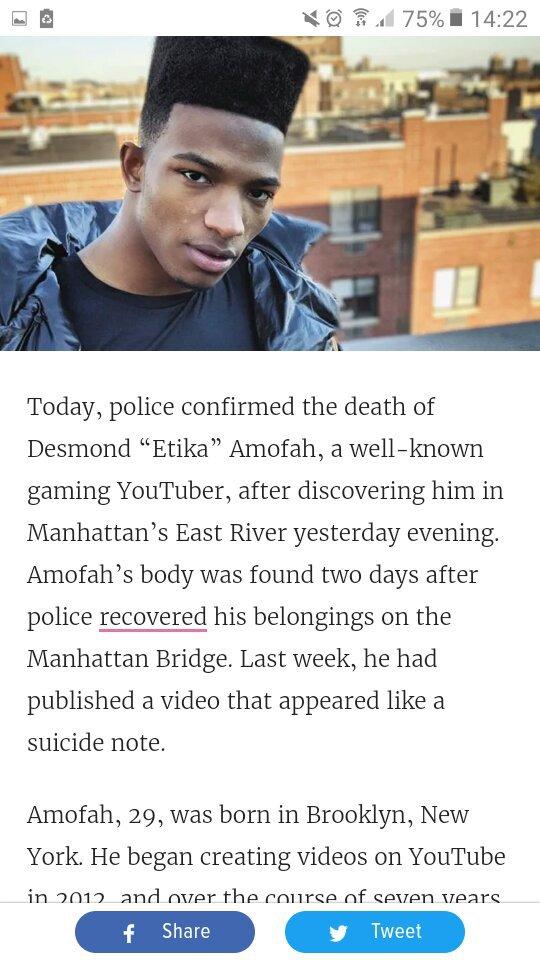 75% 14:22
Today, police confirmed the death of
Desmond “Etika” Amofah, a well-known
gaming YouTuber, after discovering him in
Manhattan’s East River yesterday evening.
Amofah’s body was found two days after
police recovered his belongings on the
Manhattan Bridge. Last week, he had
published a video that appeared like a
suicide note.
Amofah, 29, was born in Brooklyn, New
York. He began creating videos on YouTube
in 2012, and over the course of seven years
Share Tweet